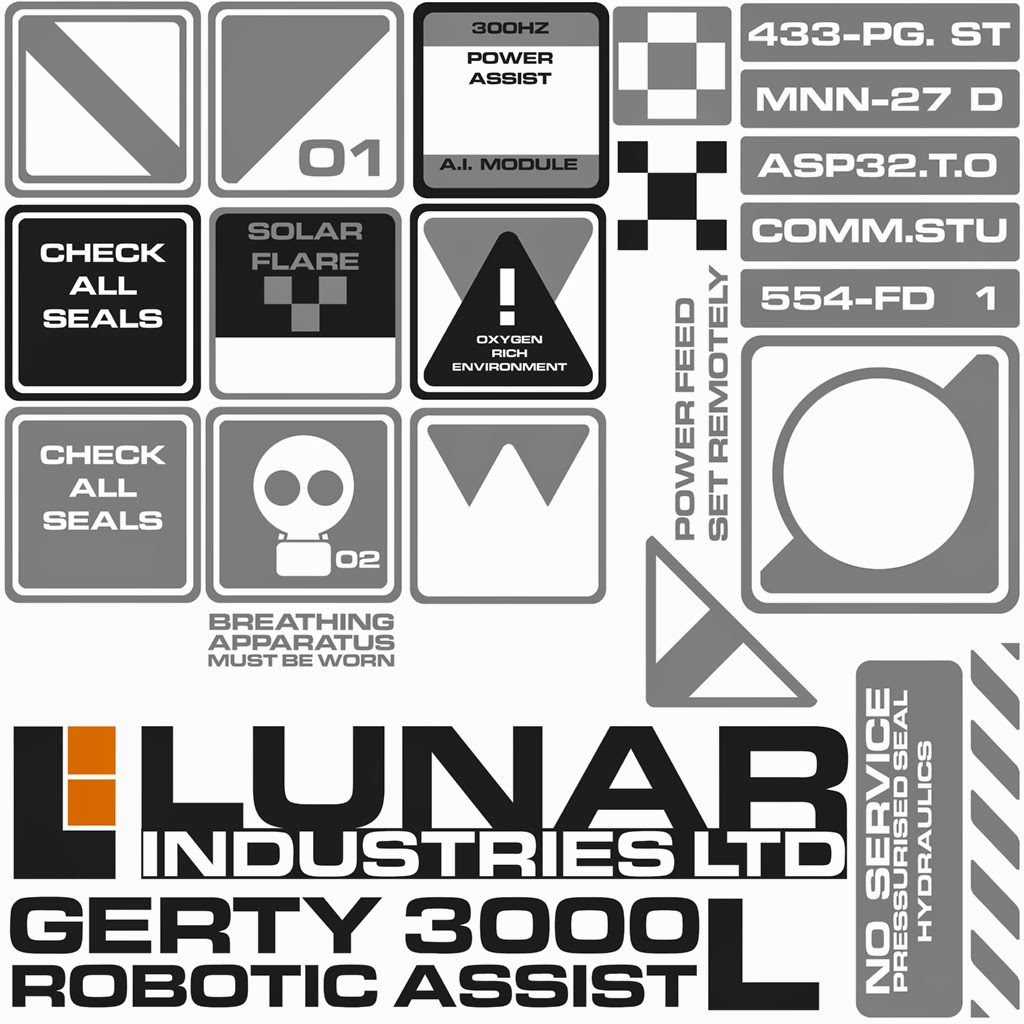 01
300HZ
POWER
ASSIST
A.I. MODULE
433-PG. ST
MNN-27 D
ASP32.T.O
COMM.STU
554-FD 1
CHECK
ALL
SEALS
SOLAR
FLARE
!
OXYGEN
RICH
ENVIRONMENT
POWER FEED
SET REMOTELY
CHECK
ALL
SEALS
02
BREATHING
APPARATUS
MUST BE WORN
NO SERVICE
PRESSURISED SEAL
HYDRAULICS
LUNAR
INDUSTRIES LTD
GERTY 3000
ROBOTIC ASSIST
L